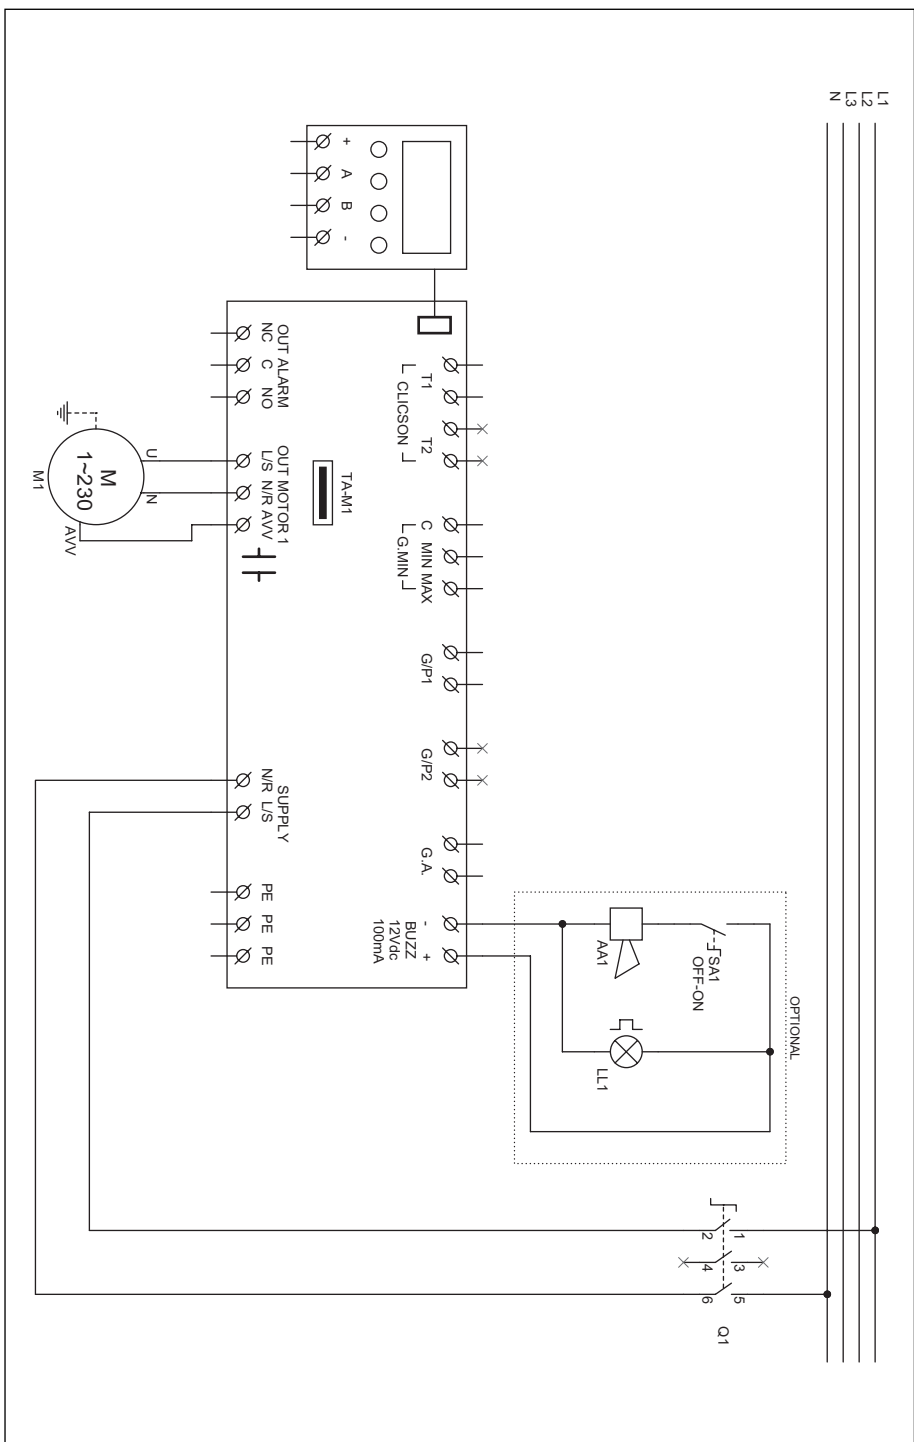 L1
L2
L3
N
+ A B -
T1 T2
CLICSON
C MIN MAX
G.MIN
G/P1
G/P2
G.A.
- +
BUZZ
12Vdc
100mA
OPTIONAL
SA1
OFF-ON
AA1
LL1
1 3 5
2 4 6
Q1
TA-M1
OUT ALARM
NC C NO
OUT MOTOR 1
L/S N/R AVV
SUPPLY
N/R L/S
PE PE PE
U N
M
1~230
AVV
M1